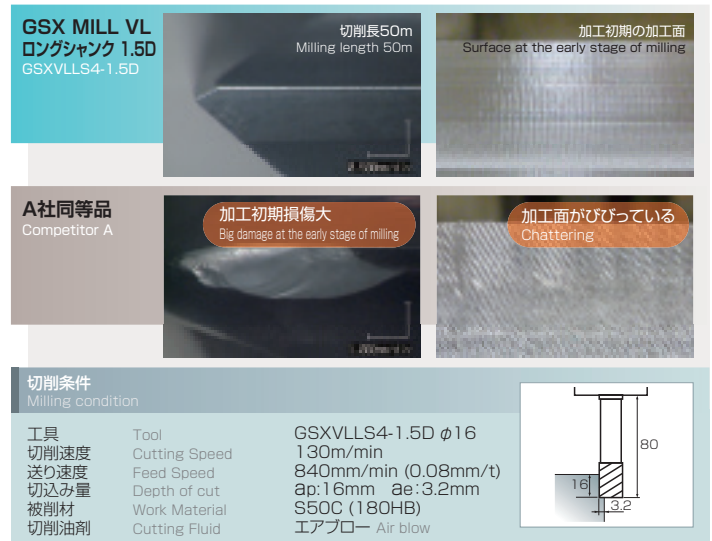 GSX MILL VL
ロングシャンク 1.5D
GSXVLLS4-1.5D
切削長50m
Milling length 50m
加工初期の加工面
Surface at the early stage of milling
A社同等品
Competitor A
加工初期損傷大
Big damage at the early stage of milling
加工面がびびっている
Chattering
切削条件
Milling condition
工具 Tool GSXVLLS4-1.5D φ16
切削速度 Cutting Speed 130m/min
送り速度 Feed Speed 840mm/min (0.08mm/t)
切込み量 Depth of cut ap:16mm ae:3.2mm
被削材 Work Material S50C (180HB)
切削油剤 Cutting Fluid エアブロー Air blow
80
16
3.2